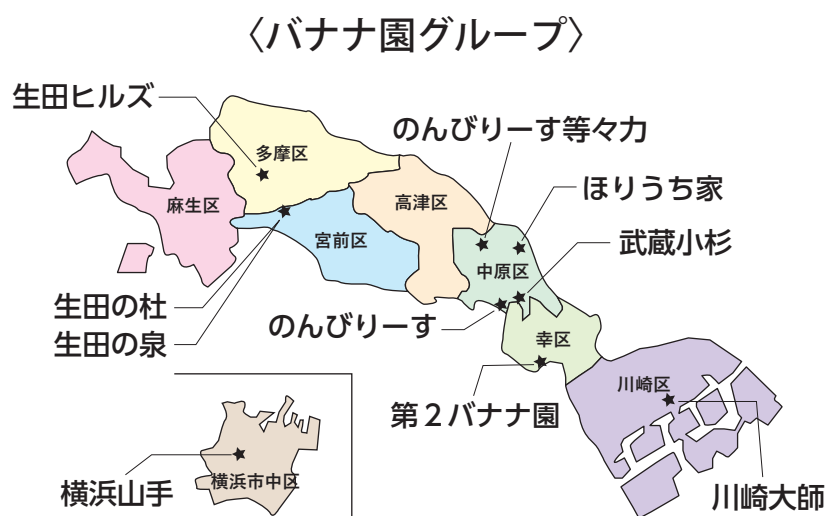 〈バナナ園グループ〉
生田ヒルズ
のんびりーす等々力
多摩区
ほりうち家
麻生区
高津区
宮前区
武蔵小杉
中原区
生田の杜
のんびりーす
生田の泉
幸区
川崎区
第２バナナ園
横浜市中区
横浜山手
川崎大師